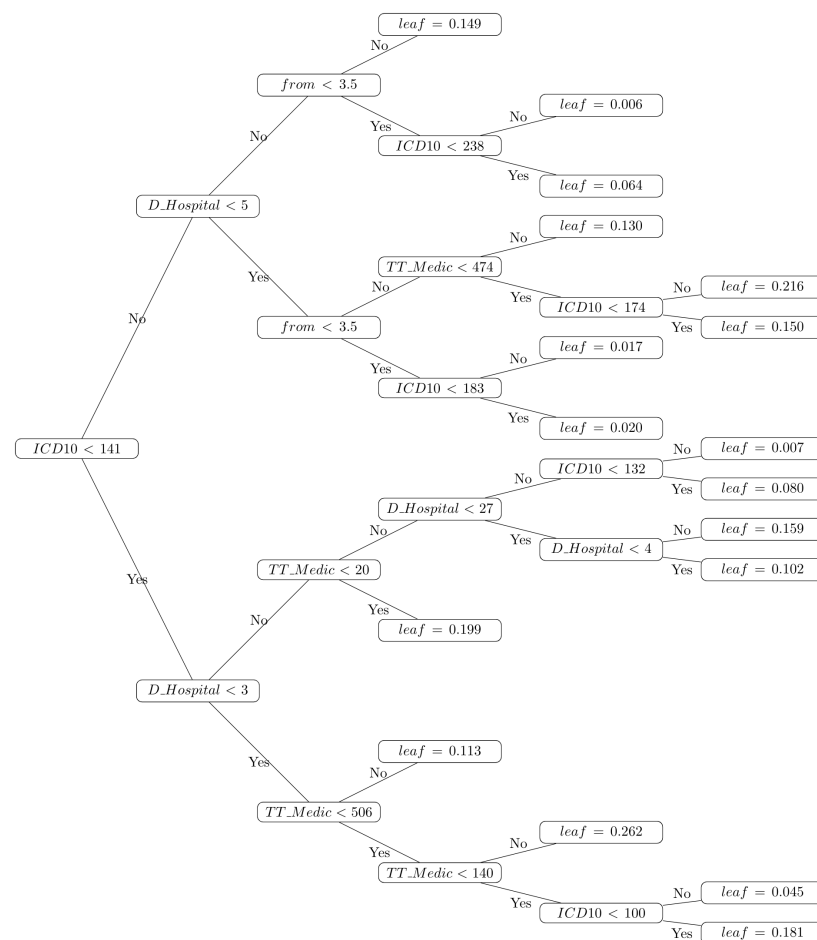 leaf = 0.149
No
from < 3.5
leaf = 0.006
No
Yes
No
ICD10 < 238
Yes
leaf = 0.064
D_Hospital < 5
leaf = 0.130
No
TT_Medic < 474
Yes
No
Yes
No
leaf = 0.216
ICD10 < 174
Yes
leaf = 0.150
No
from < 3.5
No
leaf = 0.017
Yes
ICD10 < 183
Yes
leaf = 0.020
ICD10 < 141
No
leaf = 0.007
ICD10 < 132
No
Yes
leaf = 0.080
D_Hospital < 27
No
Yes
No
leaf = 0.159
D_Hospital < 4
Yes
leaf = 0.102
TT_Medic < 20
Yes
Yes
No
leaf = 0.199
D_Hospital < 3
leaf = 0.113
Yes
No
TT_Medic < 506
leaf = 0.262
No
Yes
TT_Medic < 140
Yes
No
leaf = 0.045
ICD10 < 100
Yes
leaf = 0.181